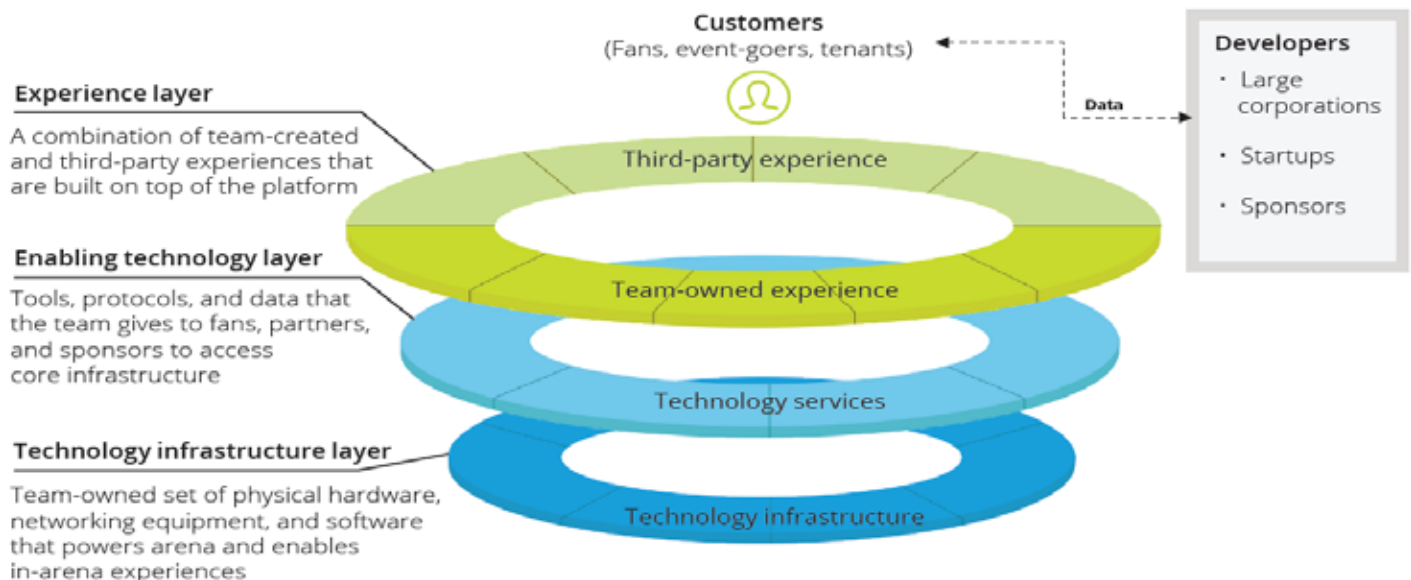 Customers
(Fans, event-goers, tenants)
Developers
· Large
corporations
· Startups
· Sponsors
Data
Experience layer
A combination of team-created
and third-party experiences that
are built on top of the platform
Third-party experience
Team-owned experience
Enabling technology layer
Tools, protocols, and data that
the team gives to fans, partners,
and sponsors to access
core infrastructure
Technology services
Technology infrastructure layer
Team-owned set of physical hardware,
networking equipment, and software
that powers arena and enables
in-arena experiences
Technology infrastructure